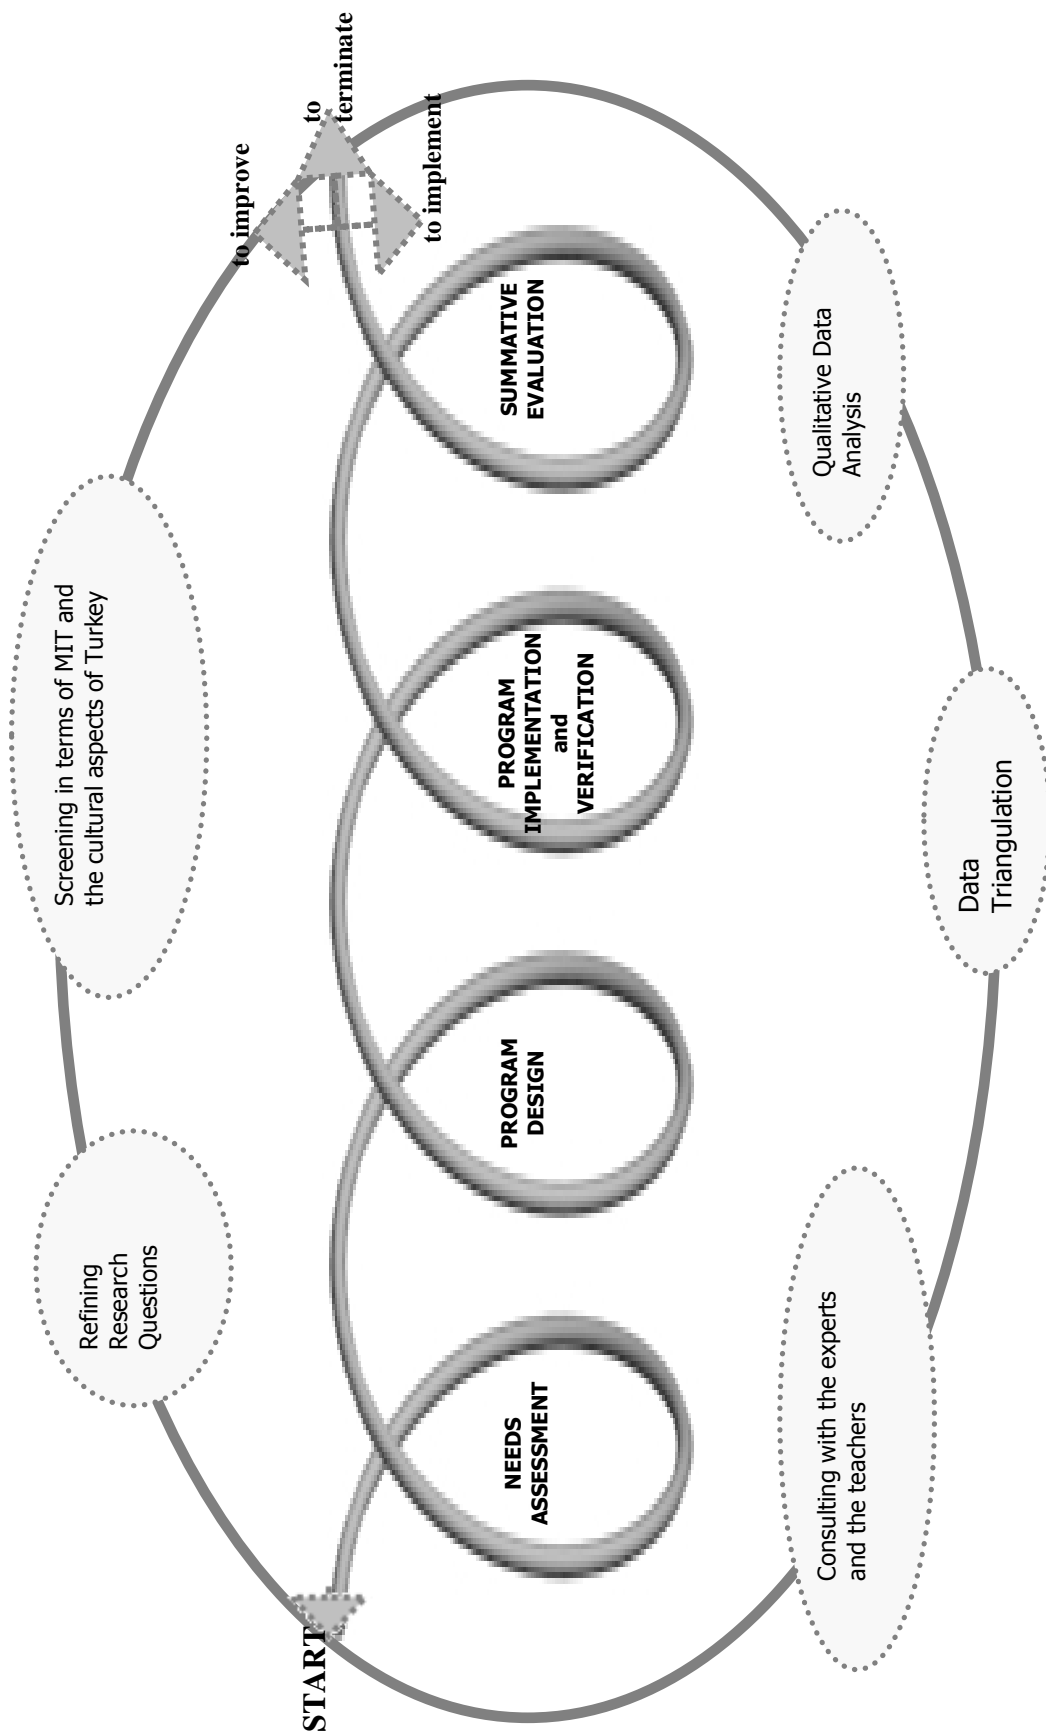 Refining
Research
Questions
Screening in terms of MIT and
the cultural aspects of Turkey
START
to improve
to
terminate
to implement
NEEDS
ASSESSMENT
PROGRAM
DESIGN
PROGRAM
IMPLEMENTATION
and
VERIFICATION
SUMMATIVE
EVALUATION
Consulting with the experts
and the teachers
Data
Triangulation
Qualitative Data
Analysis